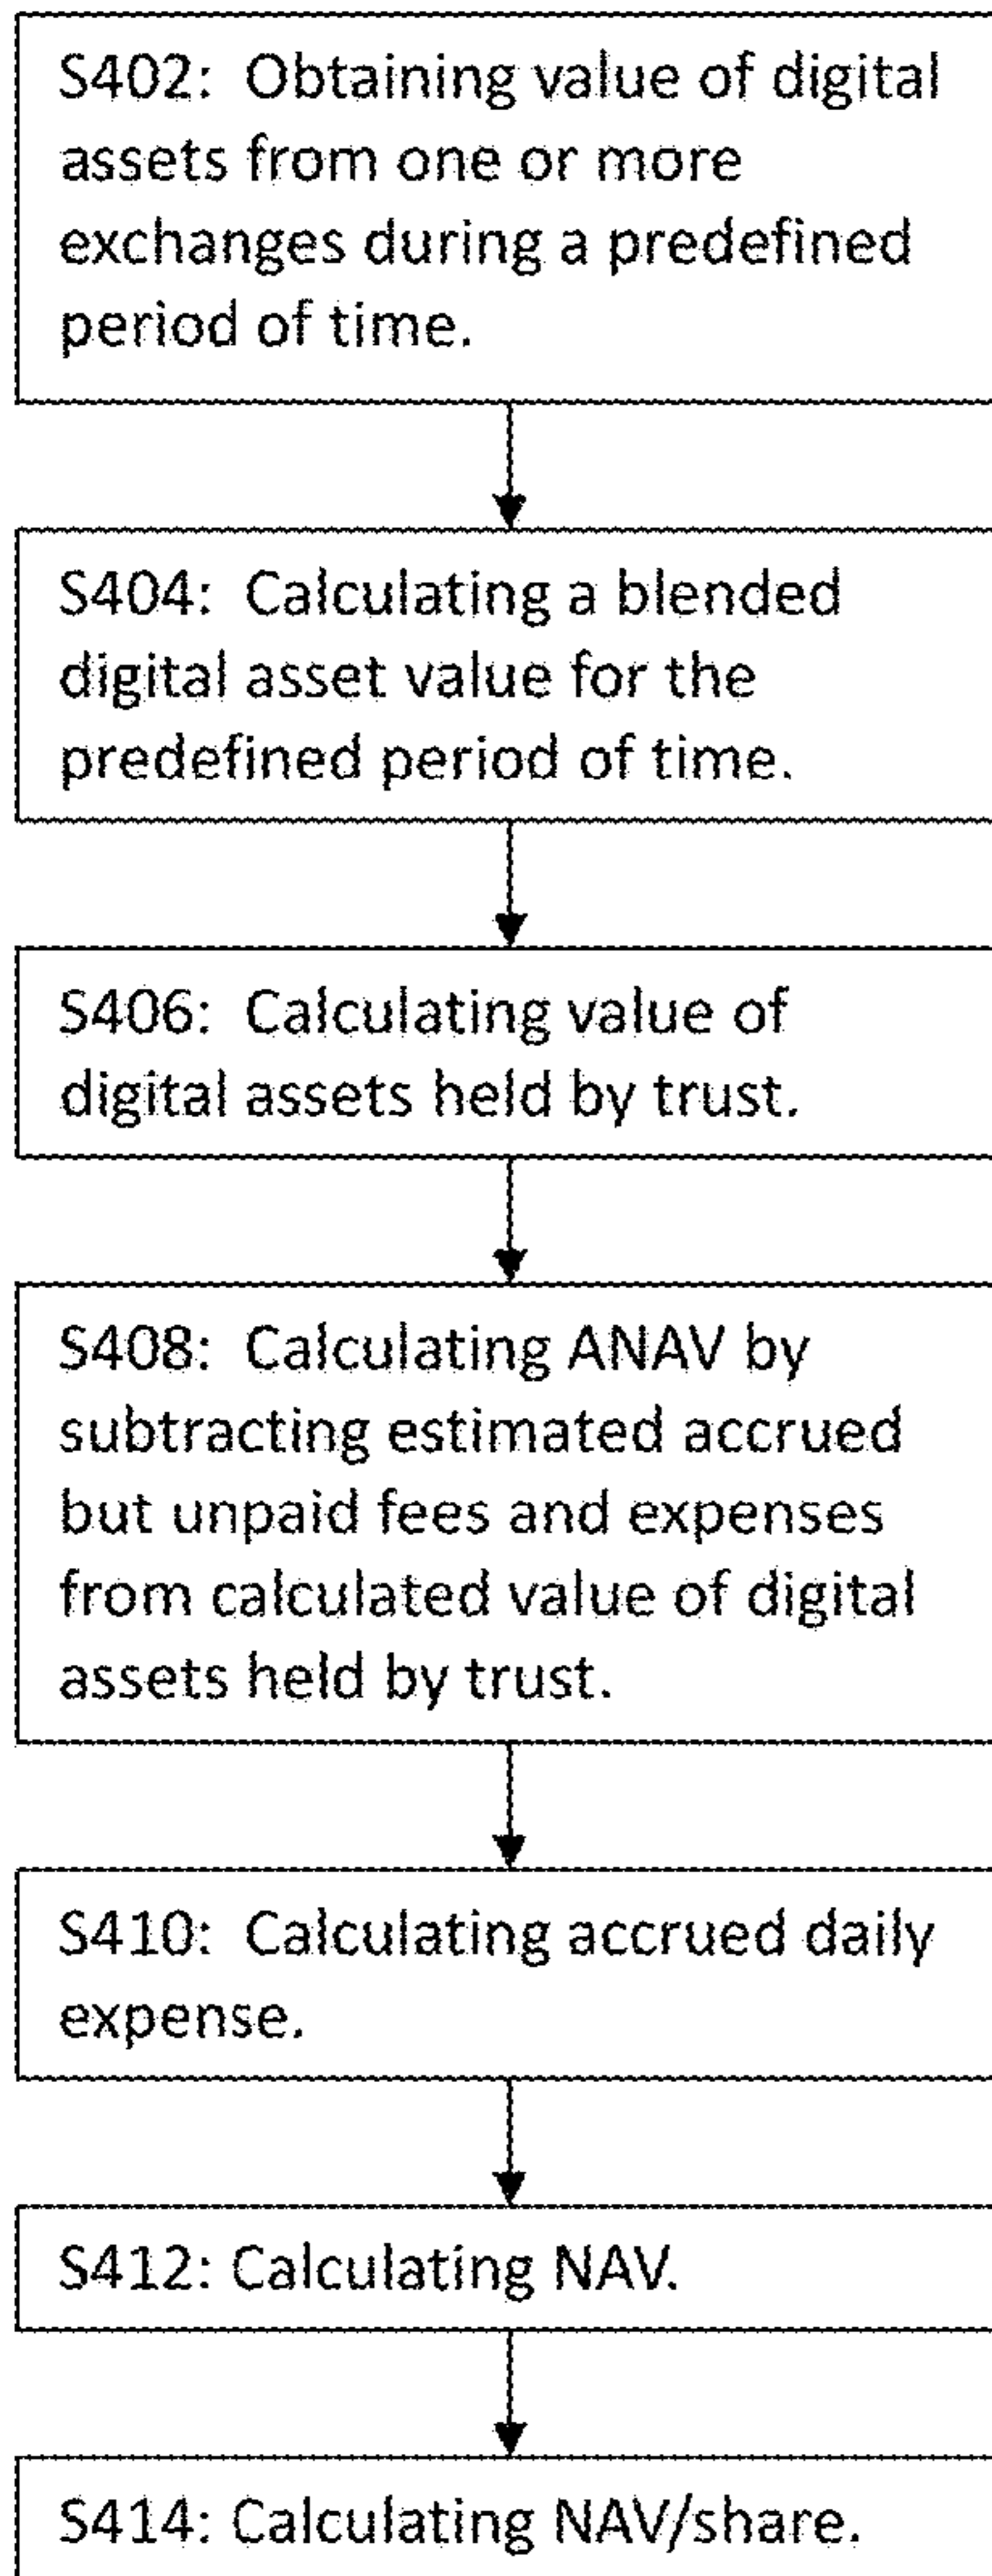 S402: Obtaining value of digital
assets from one or more
exchanges during a predefined
period of time.
S404: Calculating a blended
digital asset value for the
predefined period of time.
S406: Calculating value of
digital assets held by trust.
S408: Calculating ANAV by
subtracting estimated accrued
but unpaid fees and expenses
from calculated value of digital
assets held by trust.
S410: Calculating accrued daily
expense.
S412: Calculating NAV.
S414: Calculating NAV/share.